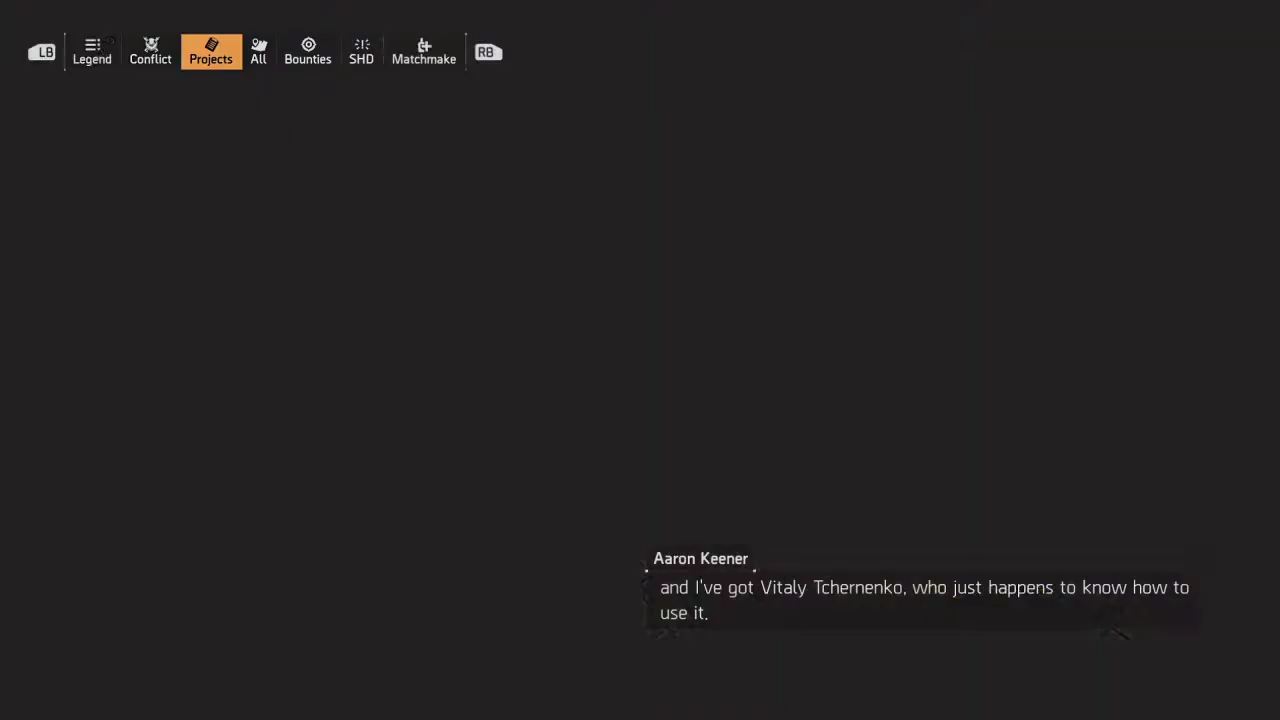 LB Legend Conflict Projects All Bounties SHD Matchmake RB
Aaron Keener
and I've got Vitaly Tchernenko, who just happens to know how to
use it.